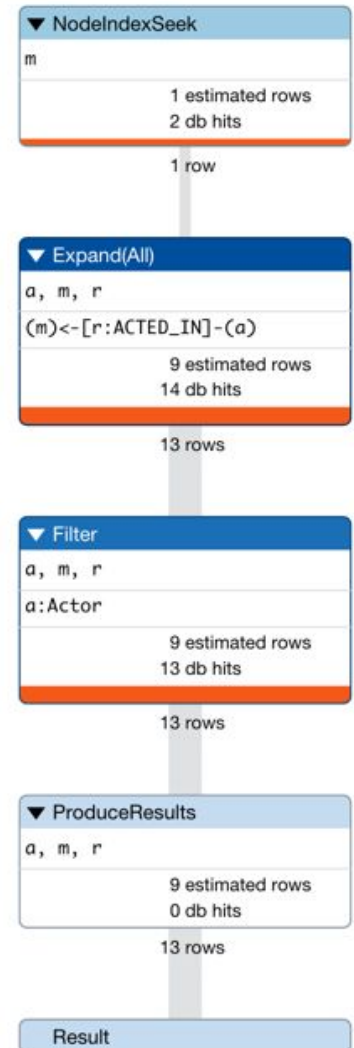 NodeIndexSeek
m
1 estimated rows
2 db hits
1 row
Expand(All)
a, m, r
(m)<-[r:ACTED_IN]-(a)
9 estimated rows
14 db hits
13 rows
Filter
a, m, r
a:Actor
9 estimated rows
13 db hits
13 rows
ProduceResults
a, m, r
9 estimated rows
0 db hits
13 rows
Result